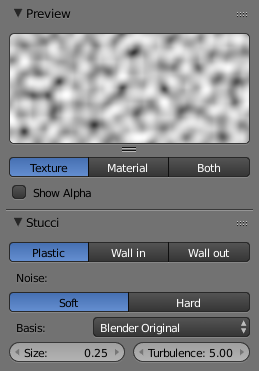 Preview
Texture Material Both
Show Alpha
Stucci
Plastic Wall in Wall out
Noise:
Soft Hard
Basis: Blender Original
Size: 0.25 Turbulence: 5.00